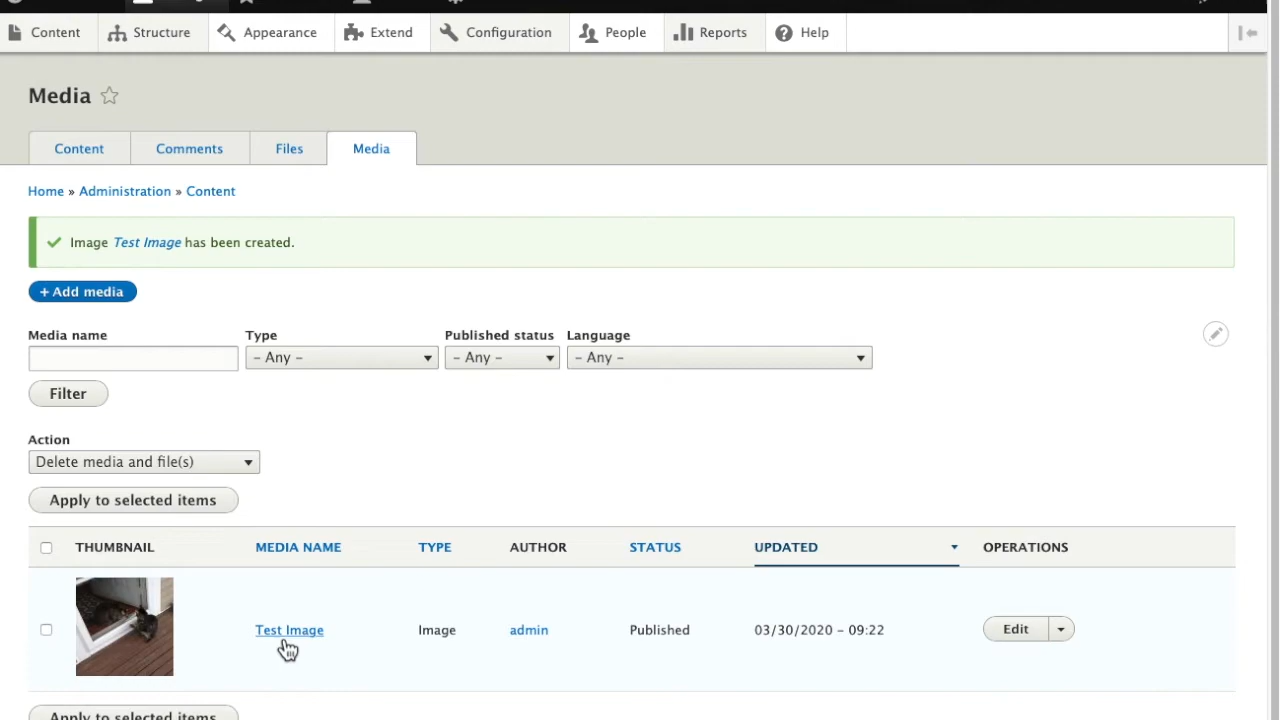 Content Structure Appearance Extend Configuration People Reports Help
Media
Content Comments Files Media
Home » Administration » Content
Image Test Image has been created.
+ Add media
Media name Type Published status Language
- Any - - Any - - Any -
Filter
Action
Delete media and file(s)
Apply to selected items
THUMBNAIL MEDIA NAME TYPE AUTHOR STATUS UPDATED OPERATIONS
Test Image Image admin Published 03/30/2020 - 09:22 Edit
Apply to selected items